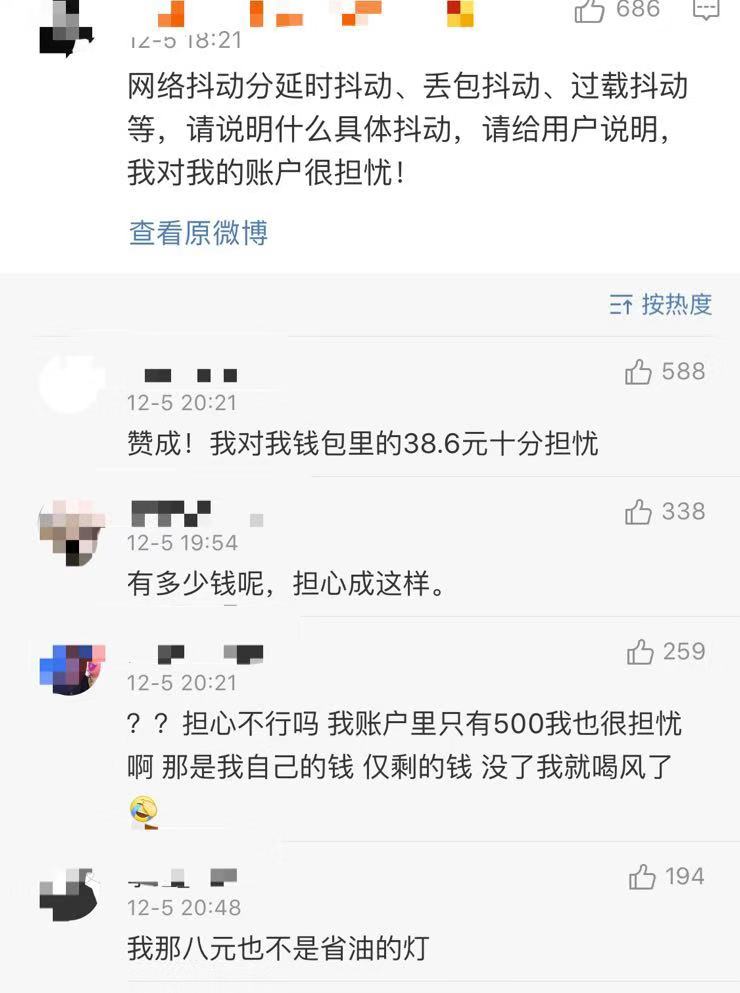 686
12-5 18:21
网络抖动分延时抖动、丢包抖动、过载抖动
等，请说明什么具体抖动，请给用户说明，
我对我的账户很担忧！
查看原微博
按热度
588
12-5 20:21
赞成！我对我钱包里的38.6元十分担忧
338
12-5 19:54
有多少钱呢，担心成这样。
259
12-5 20:21
？？担心不行吗 我账户里只有500我也很担忧
啊 那是我自己的钱 仅剩的钱 没了我就喝风了
🤣
194
12-5 20:48
我那八元也不是省油的灯